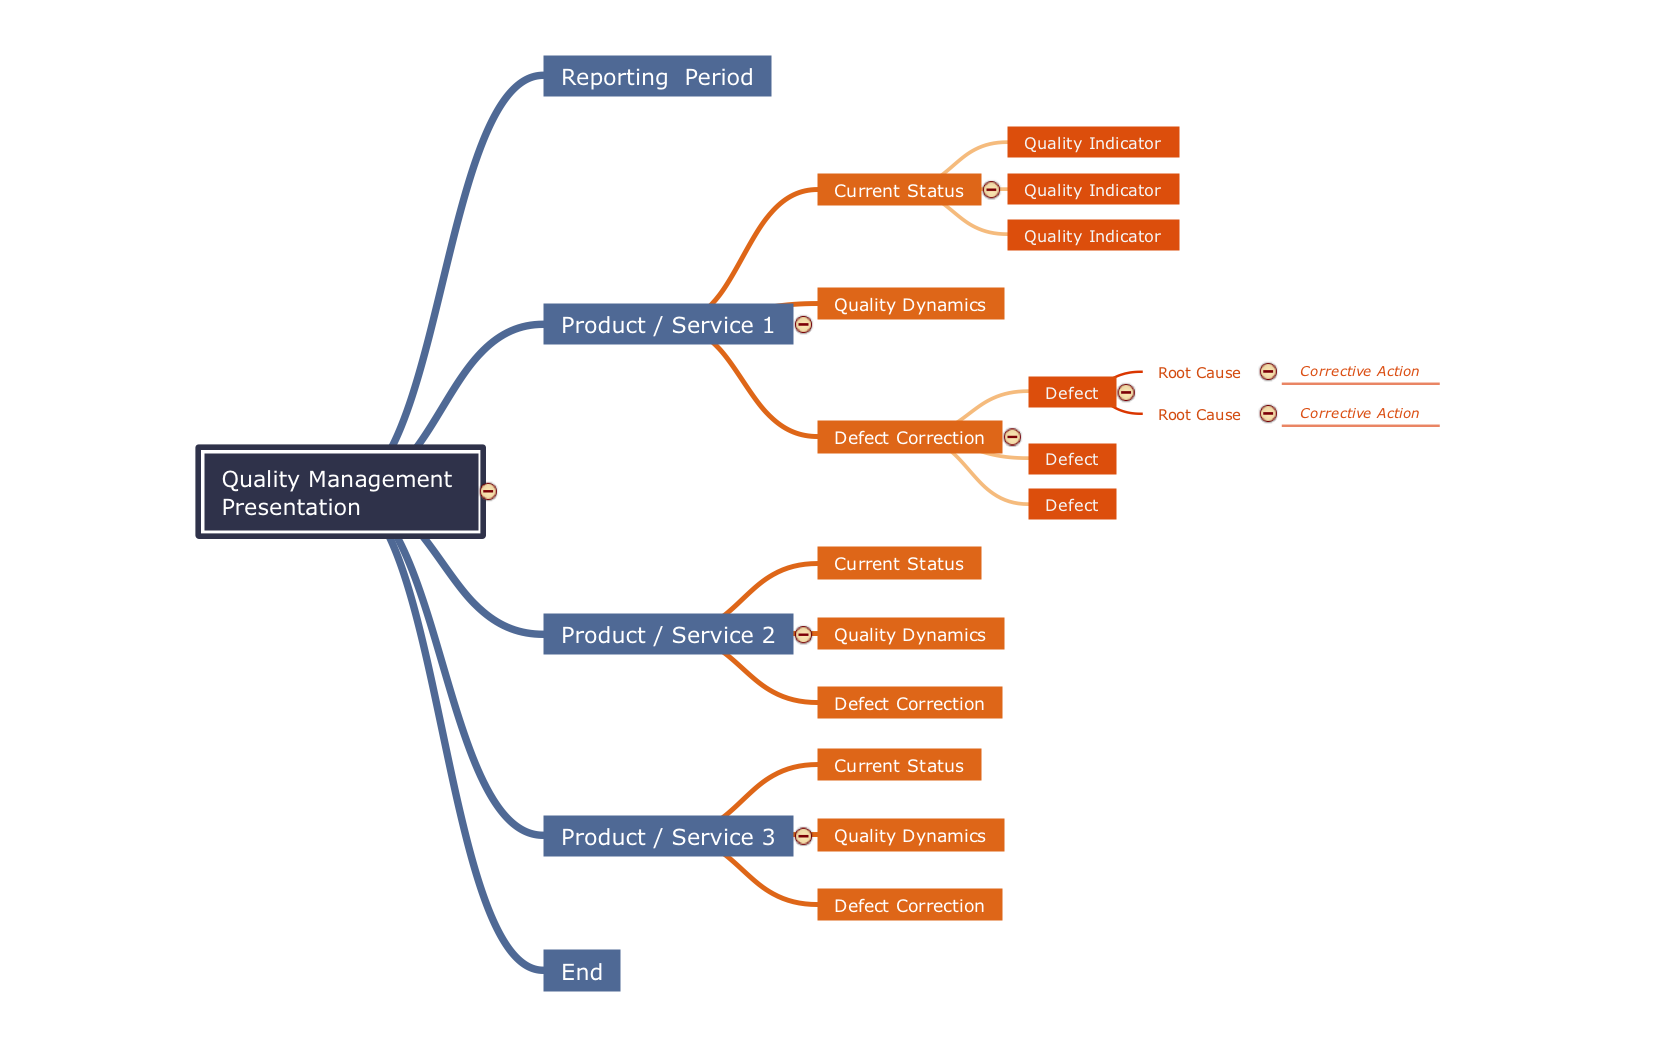 Reporting Period
Quality Indicator
Current Status
Quality Indicator
Quality Indicator
Quality Dynamics
Product / Service 1
Root Cause
Corrective Action
Defect
Root Cause
Corrective Action
Defect Correction
Defect
Defect
Quality Management
Presentation
Current Status
Product / Service 2
Quality Dynamics
Defect Correction
Current Status
Product / Service 3
Quality Dynamics
Defect Correction
End